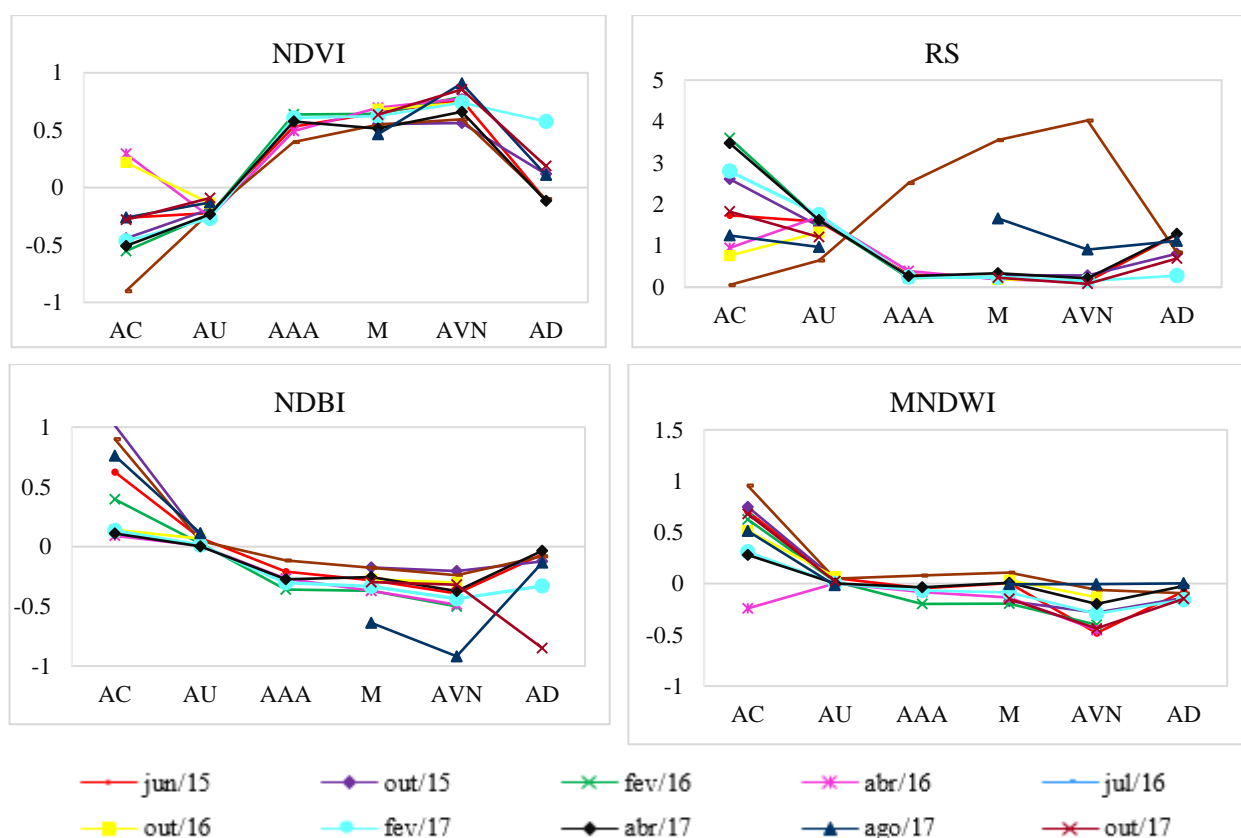 NDVI
1
0.5
0
-0.5
-1
AC AU AAA M AVN AD
RS
5
4
3
2
1
0
AC AU AAA M AVN AD
NDBI
1
0.5
0
-0.5
-1
AC AU AAA M AVN AD
MNDWI
1.5
1
0.5
0
-0.5
-1
AC AU AAA M AVN AD
jun/15 out/15 fev/16 abr/16 jul/16
out/16 fev/17 abr/17 ago/17 out/17